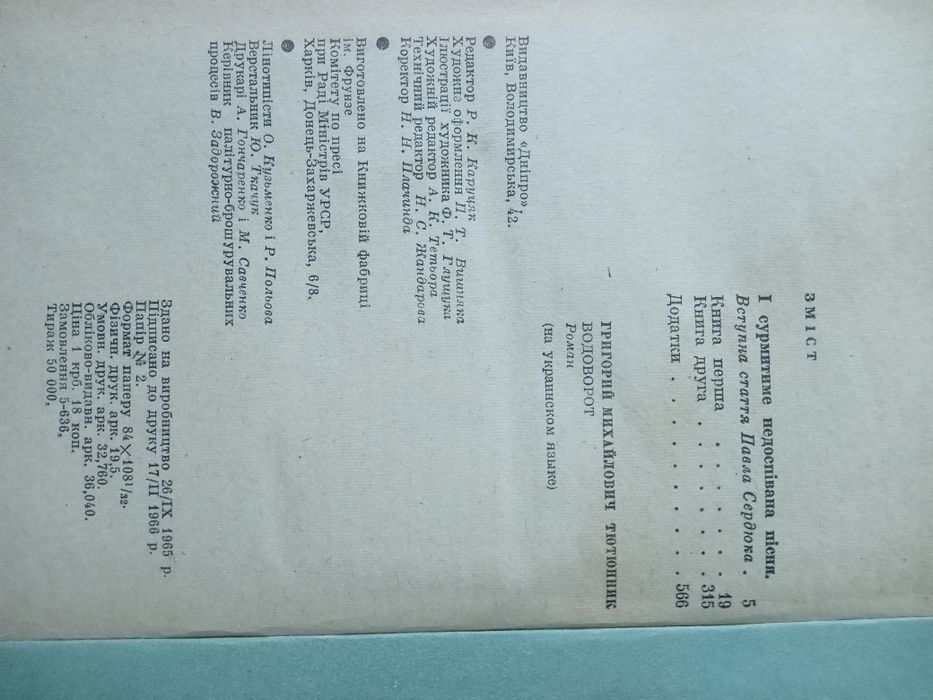 ЗМІСТ
І сурмитиме недоспівана пісня.
Вступна стаття Павла Сердюка . 5
Книга перша . . . . . . 19
Книга друга . . . . . . 315
Додатки . . . . . . . . 566
ГРИГОРИЙ МИХАЙЛОВИЧ ТЮТЮННИК
ВОДОВОРОТ
Роман
(на украинском языке)
Видавництво «Дніпро»,
Київ, Володимирська, 42.
Редактор Р. К. Каруцяк
Художнє оформлення П. Т. Вишняка
Ілюстрації художника Ф. Т. Глущука
Художній редактор А. К. Тетьора
Технічний редактор Н. С. Жандарова
Коректор Н. Н. Плачинда
Виготовлено на Книжковій фабриці
ім. Фрунзе
Комітету по пресі
при Раді Міністрів УРСР,
Харків, Донець-Захаржевська, 6/8.
Лінотипісти О. Кузьменко і Р. Польова
Верстальник Ю. Ткачук
Друкарі А. Гончаренко і М. Савченко
Керівник палітурно-брошурувальних
процесів В. Задорожний
Здано на виробництво 26/IX 1965 р.
Підписано до друку 17/II 1966 р.
Папір № 2.
Формат паперу 84×108¹/₃₂.
Фізичн. друк. арк. 19,5.
Умовн. друк. арк. 32,760.
Обліково-видавн. арк. 36,040.
Ціна 1 крб. 18 коп.
Замовлення 5-636.
Тираж 50 000.